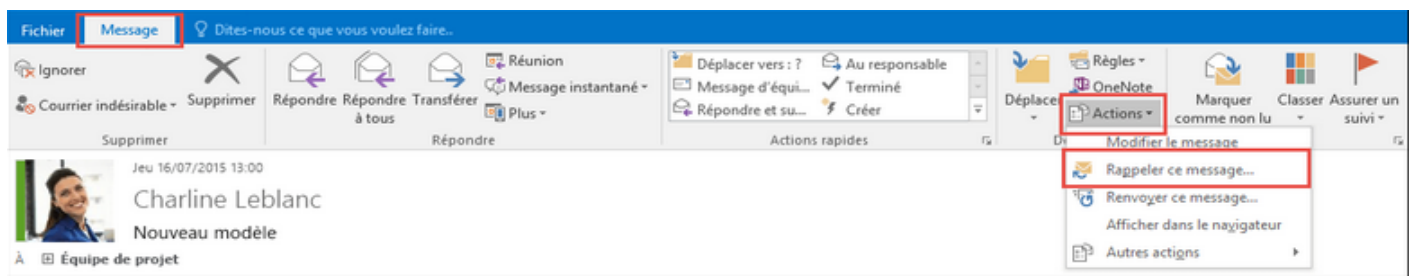 Fichier Message Dites-nous ce que vous voulez faire..
Ignorer
Courrier indésirable
Supprimer
Supprimer
Répondre
Répondre à tous
Transférer
Réunion
Message instantané
Plus
Répondre
Déplacer vers : ?
Message d'équi...
Répondre et su...
Au responsable
Terminé
Créer
Actions rapides
Déplacer
Règles
OneNote
Actions
Marquer
comme non lu
Classer
Assurer un
suivi
Modifier le message
Rappeler ce message...
Renvoyer ce message...
Afficher dans le navigateur
Autres actions
Jeu 16/07/2015 13:00
Charline Leblanc
Nouveau modèle
À Équipe de projet